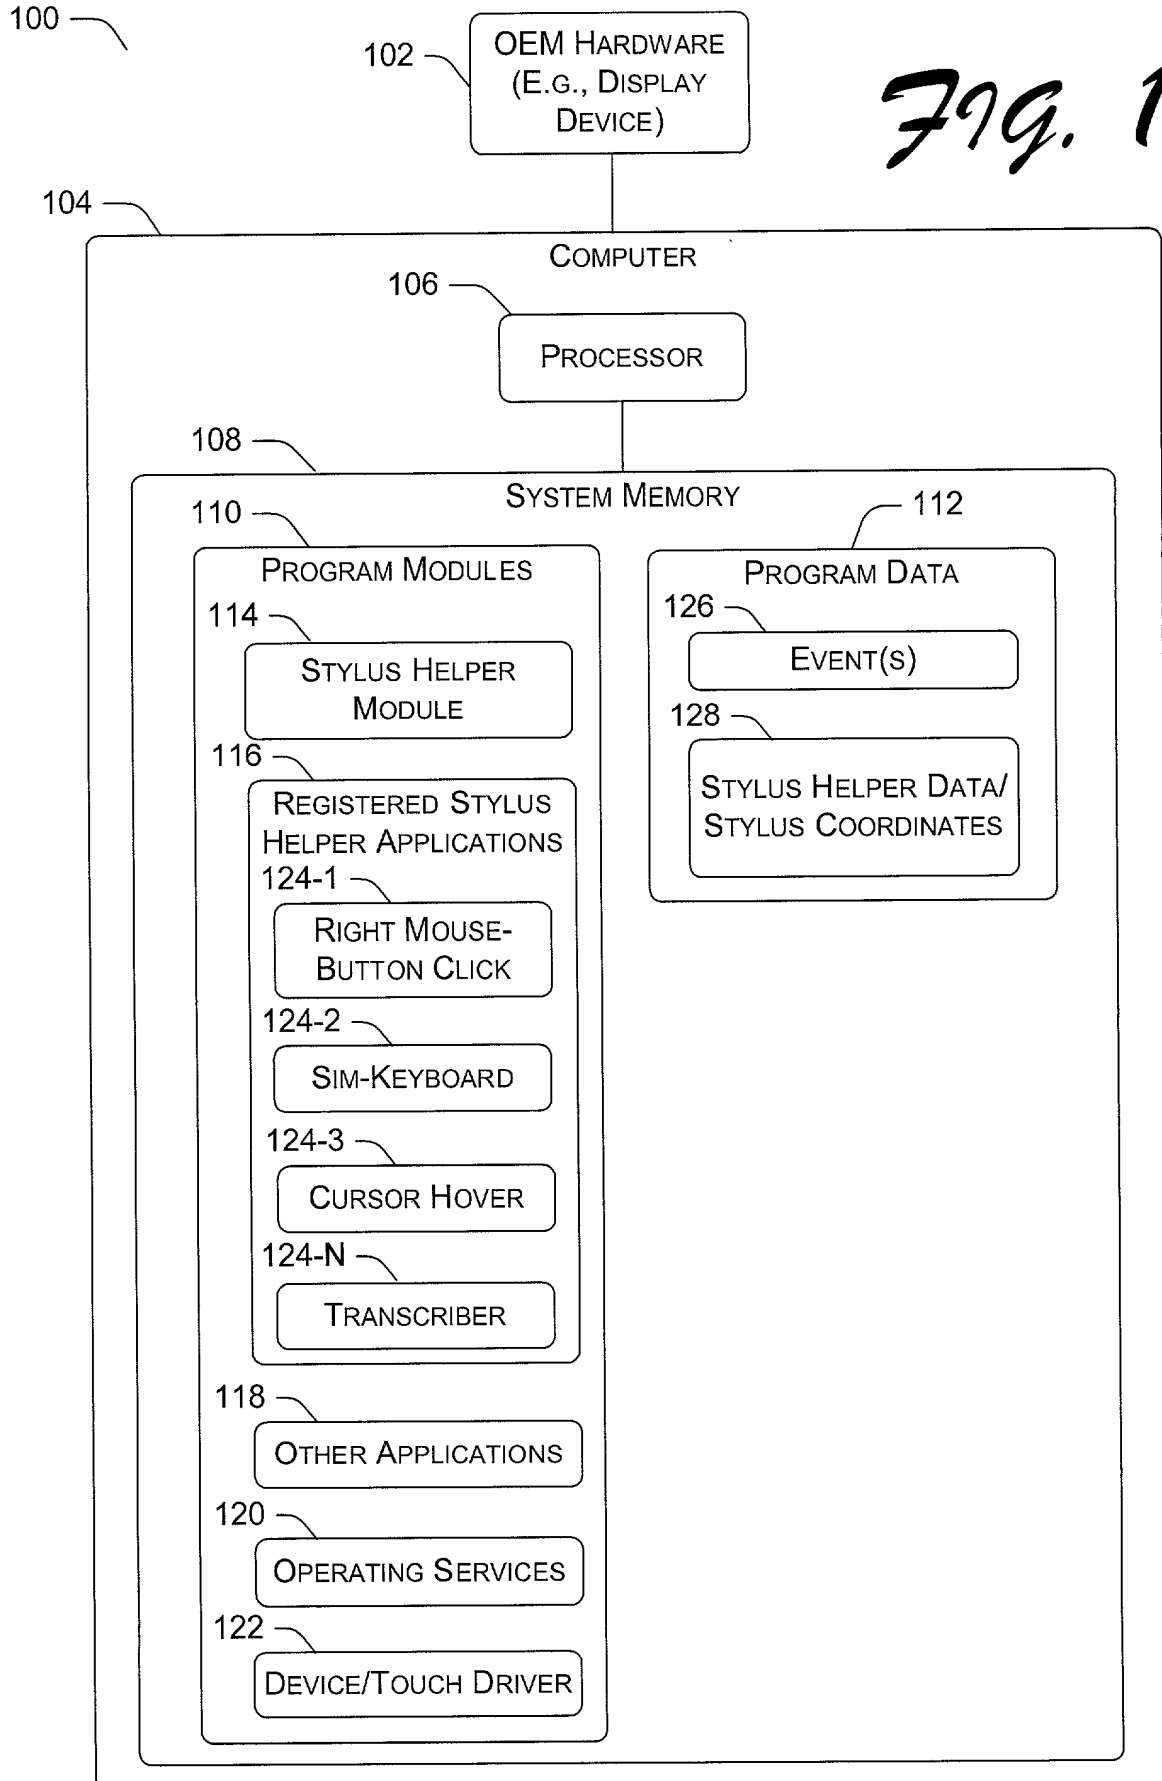 100
102
OEM HARDWARE
(E.G., DISPLAY
DEVICE)
FIG. 1
104
COMPUTER
106
PROCESSOR
108
SYSTEM MEMORY
110
PROGRAM MODULES
112
PROGRAM DATA
114
STYLUS HELPER
MODULE
126
EVENT(S)
128
STYLUS HELPER DATA/
STYLUS COORDINATES
116
REGISTERED STYLUS
HELPER APPLICATIONS
124-1
RIGHT MOUSE-
BUTTON CLICK
124-2
SIM-KEYBOARD
124-3
CURSOR HOVER
124-N
TRANSCRIBER
118
OTHER APPLICATIONS
120
OPERATING SERVICES
122
DEVICE/TOUCH DRIVER